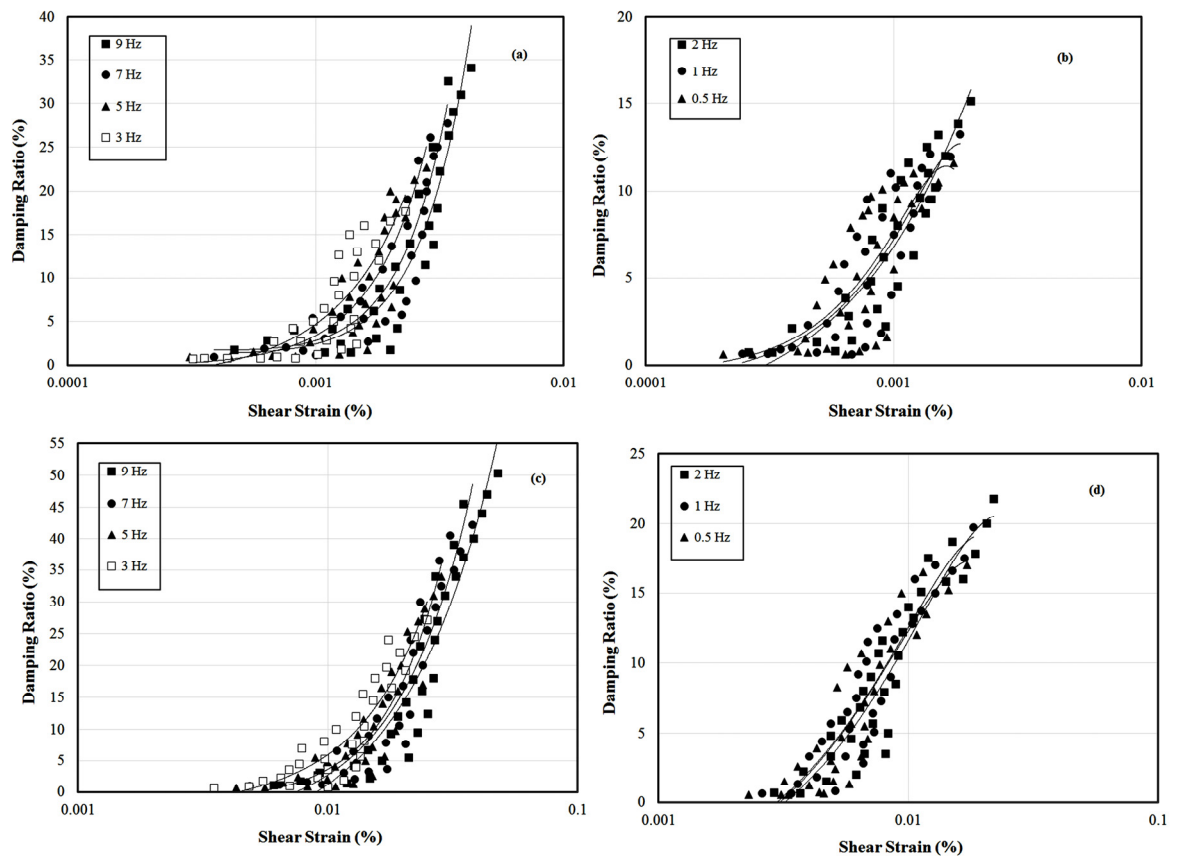 40
35
30
25
20
15
10
5
0
0.0001
0.001
0.01
Damping Ratio (%)
Shear Strain (%)
9 Hz
7 Hz
5 Hz
3 Hz
(a)
20
15
10
5
0
0.0001
0.001
0.01
Damping Ratio (%)
Shear Strain (%)
2 Hz
1 Hz
0.5 Hz
(b)
55
50
45
40
35
30
25
20
15
10
5
0
0.001
0.01
0.1
Damping Ratio (%)
Shear Strain (%)
9 Hz
7 Hz
5 Hz
3 Hz
(c)
25
20
15
10
5
0
0.001
0.01
0.1
Damping Ratio (%)
Shear Strain (%)
2 Hz
1 Hz
0.5 Hz
(d)